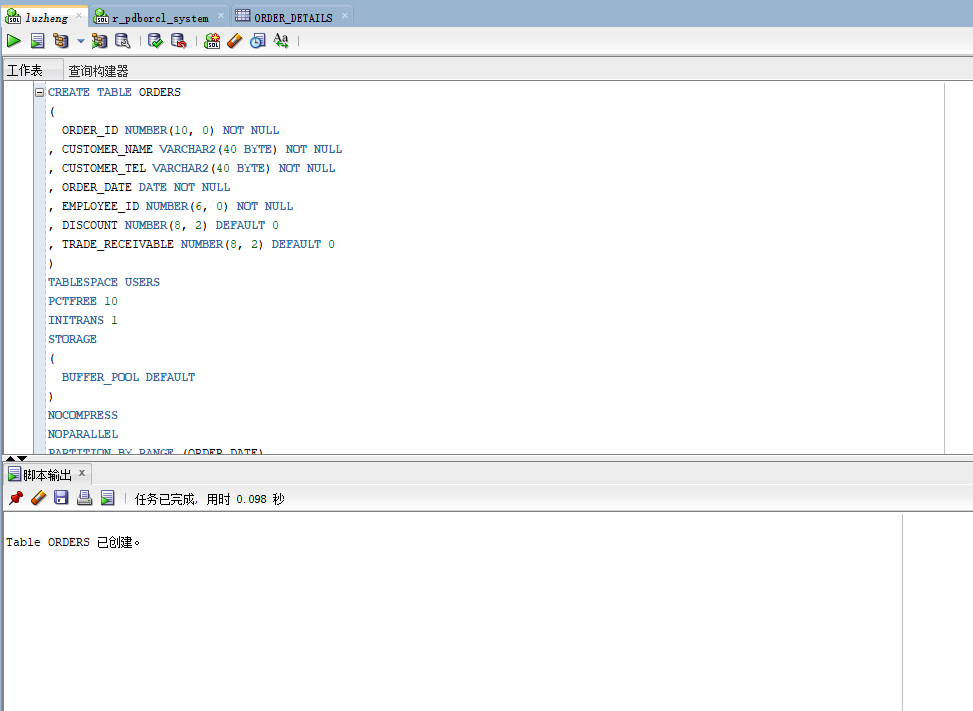 luzheng
r_pdborcl_system
ORDER_DETAILS
工作表 查询构建器
CREATE TABLE ORDERS
(
ORDER_ID NUMBER(10, 0) NOT NULL
, CUSTOMER_NAME VARCHAR2(40 BYTE) NOT NULL
, CUSTOMER_TEL VARCHAR2(40 BYTE) NOT NULL
, ORDER_DATE DATE NOT NULL
, EMPLOYEE_ID NUMBER(6, 0) NOT NULL
, DISCOUNT NUMBER(8, 2) DEFAULT 0
, TRADE_RECEIVABLE NUMBER(8, 2) DEFAULT 0
)
TABLESPACE USERS
PCTFREE 10
INITRANS 1
STORAGE
(
BUFFER_POOL DEFAULT
)
NOCOMPRESS
NOPARALLEL
PARTITION BY RANGE (ORDER_DATE)
脚本输出
任务已完成, 用时 0.098 秒
Table ORDERS 已创建。